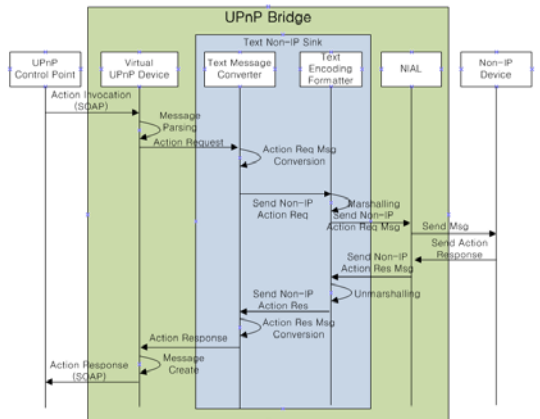 UPnP Bridge
Text Non-IP Sink
UPnP
Control Point
Virtual
UPnP Device
Text Message
Converter
Text
Encoding
Formatter
NIAL
Non-IP
Device
Action Invocation
(SOAP)
Message
Parsing
Action Request
Action Req Msg
Conversion
Send Non-IP
Action Req
Marshalling
Send Non-IP
Action Req Msg
Send Msg
Send Action
Response
Send Non-IP
Action Res Msg
Unmarshalling
Send Non-IP
Action Res
Action Res Msg
Conversion
Action Response
Message
Create
Action Response
(SOAP)